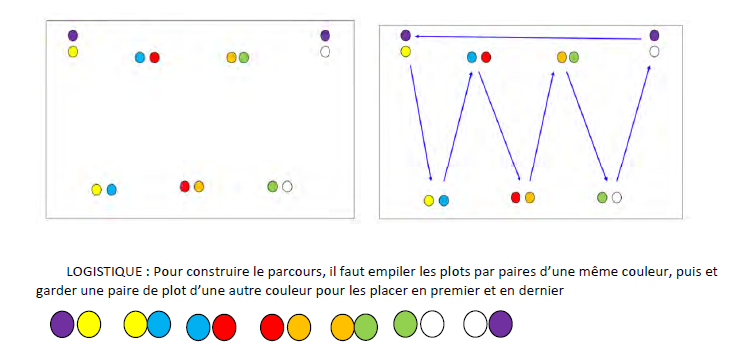 LOGISTIQUE : Pour construire le parcours, il faut empiler les plots par paires d’une même couleur, puis et
garder une paire de plot d’une autre couleur pour les placer en premier et en dernier